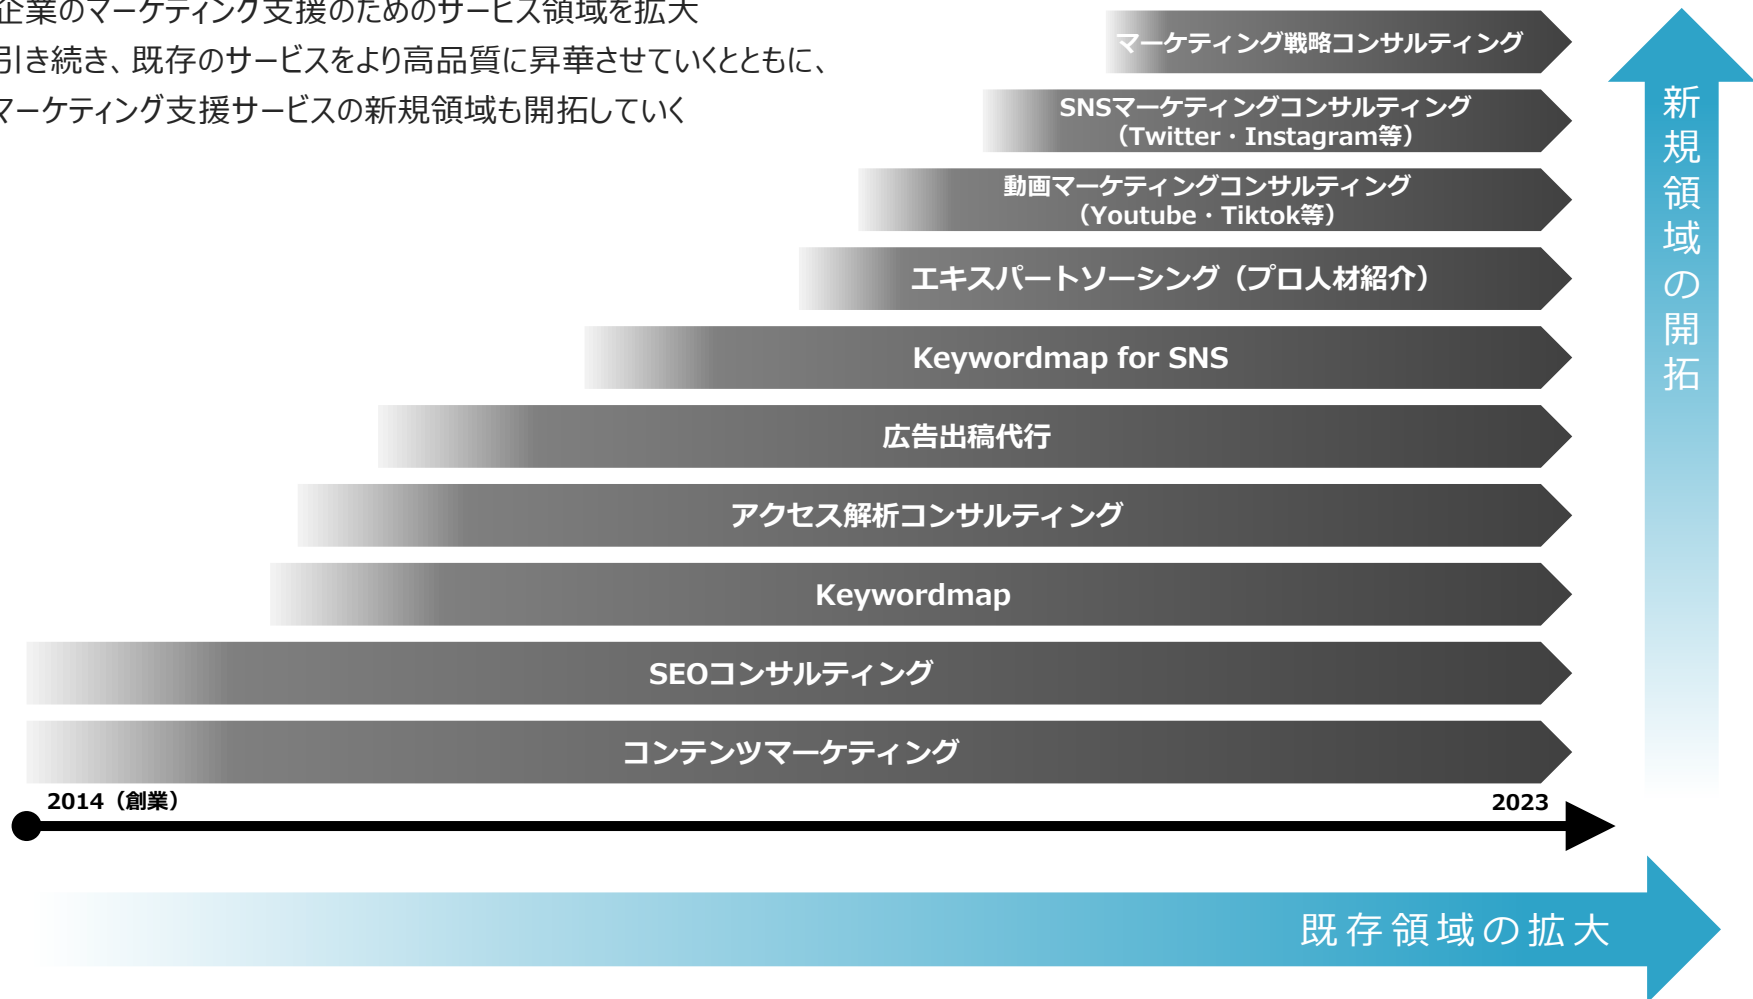 企業のマーケティング支援のためのサービス領域を拡大
引き続き、既存のサービスをより高品質に昇華させていくとともに、
マーケティング支援サービスの新規領域も開拓していく
マーケティング戦略コンサルティング
SNSマーケティングコンサルティング
（Twitter・Instagram等）
動画マーケティングコンサルティング
（Youtube・Tiktok等）
エキスパートソーシング（プロ人材紹介）
Keywordmap for SNS
広告出稿代行
アクセス解析コンサルティング
Keywordmap
SEOコンサルティング
コンテンツマーケティング
2014（創業）
2023
新規領域の開拓
既存領域の拡大